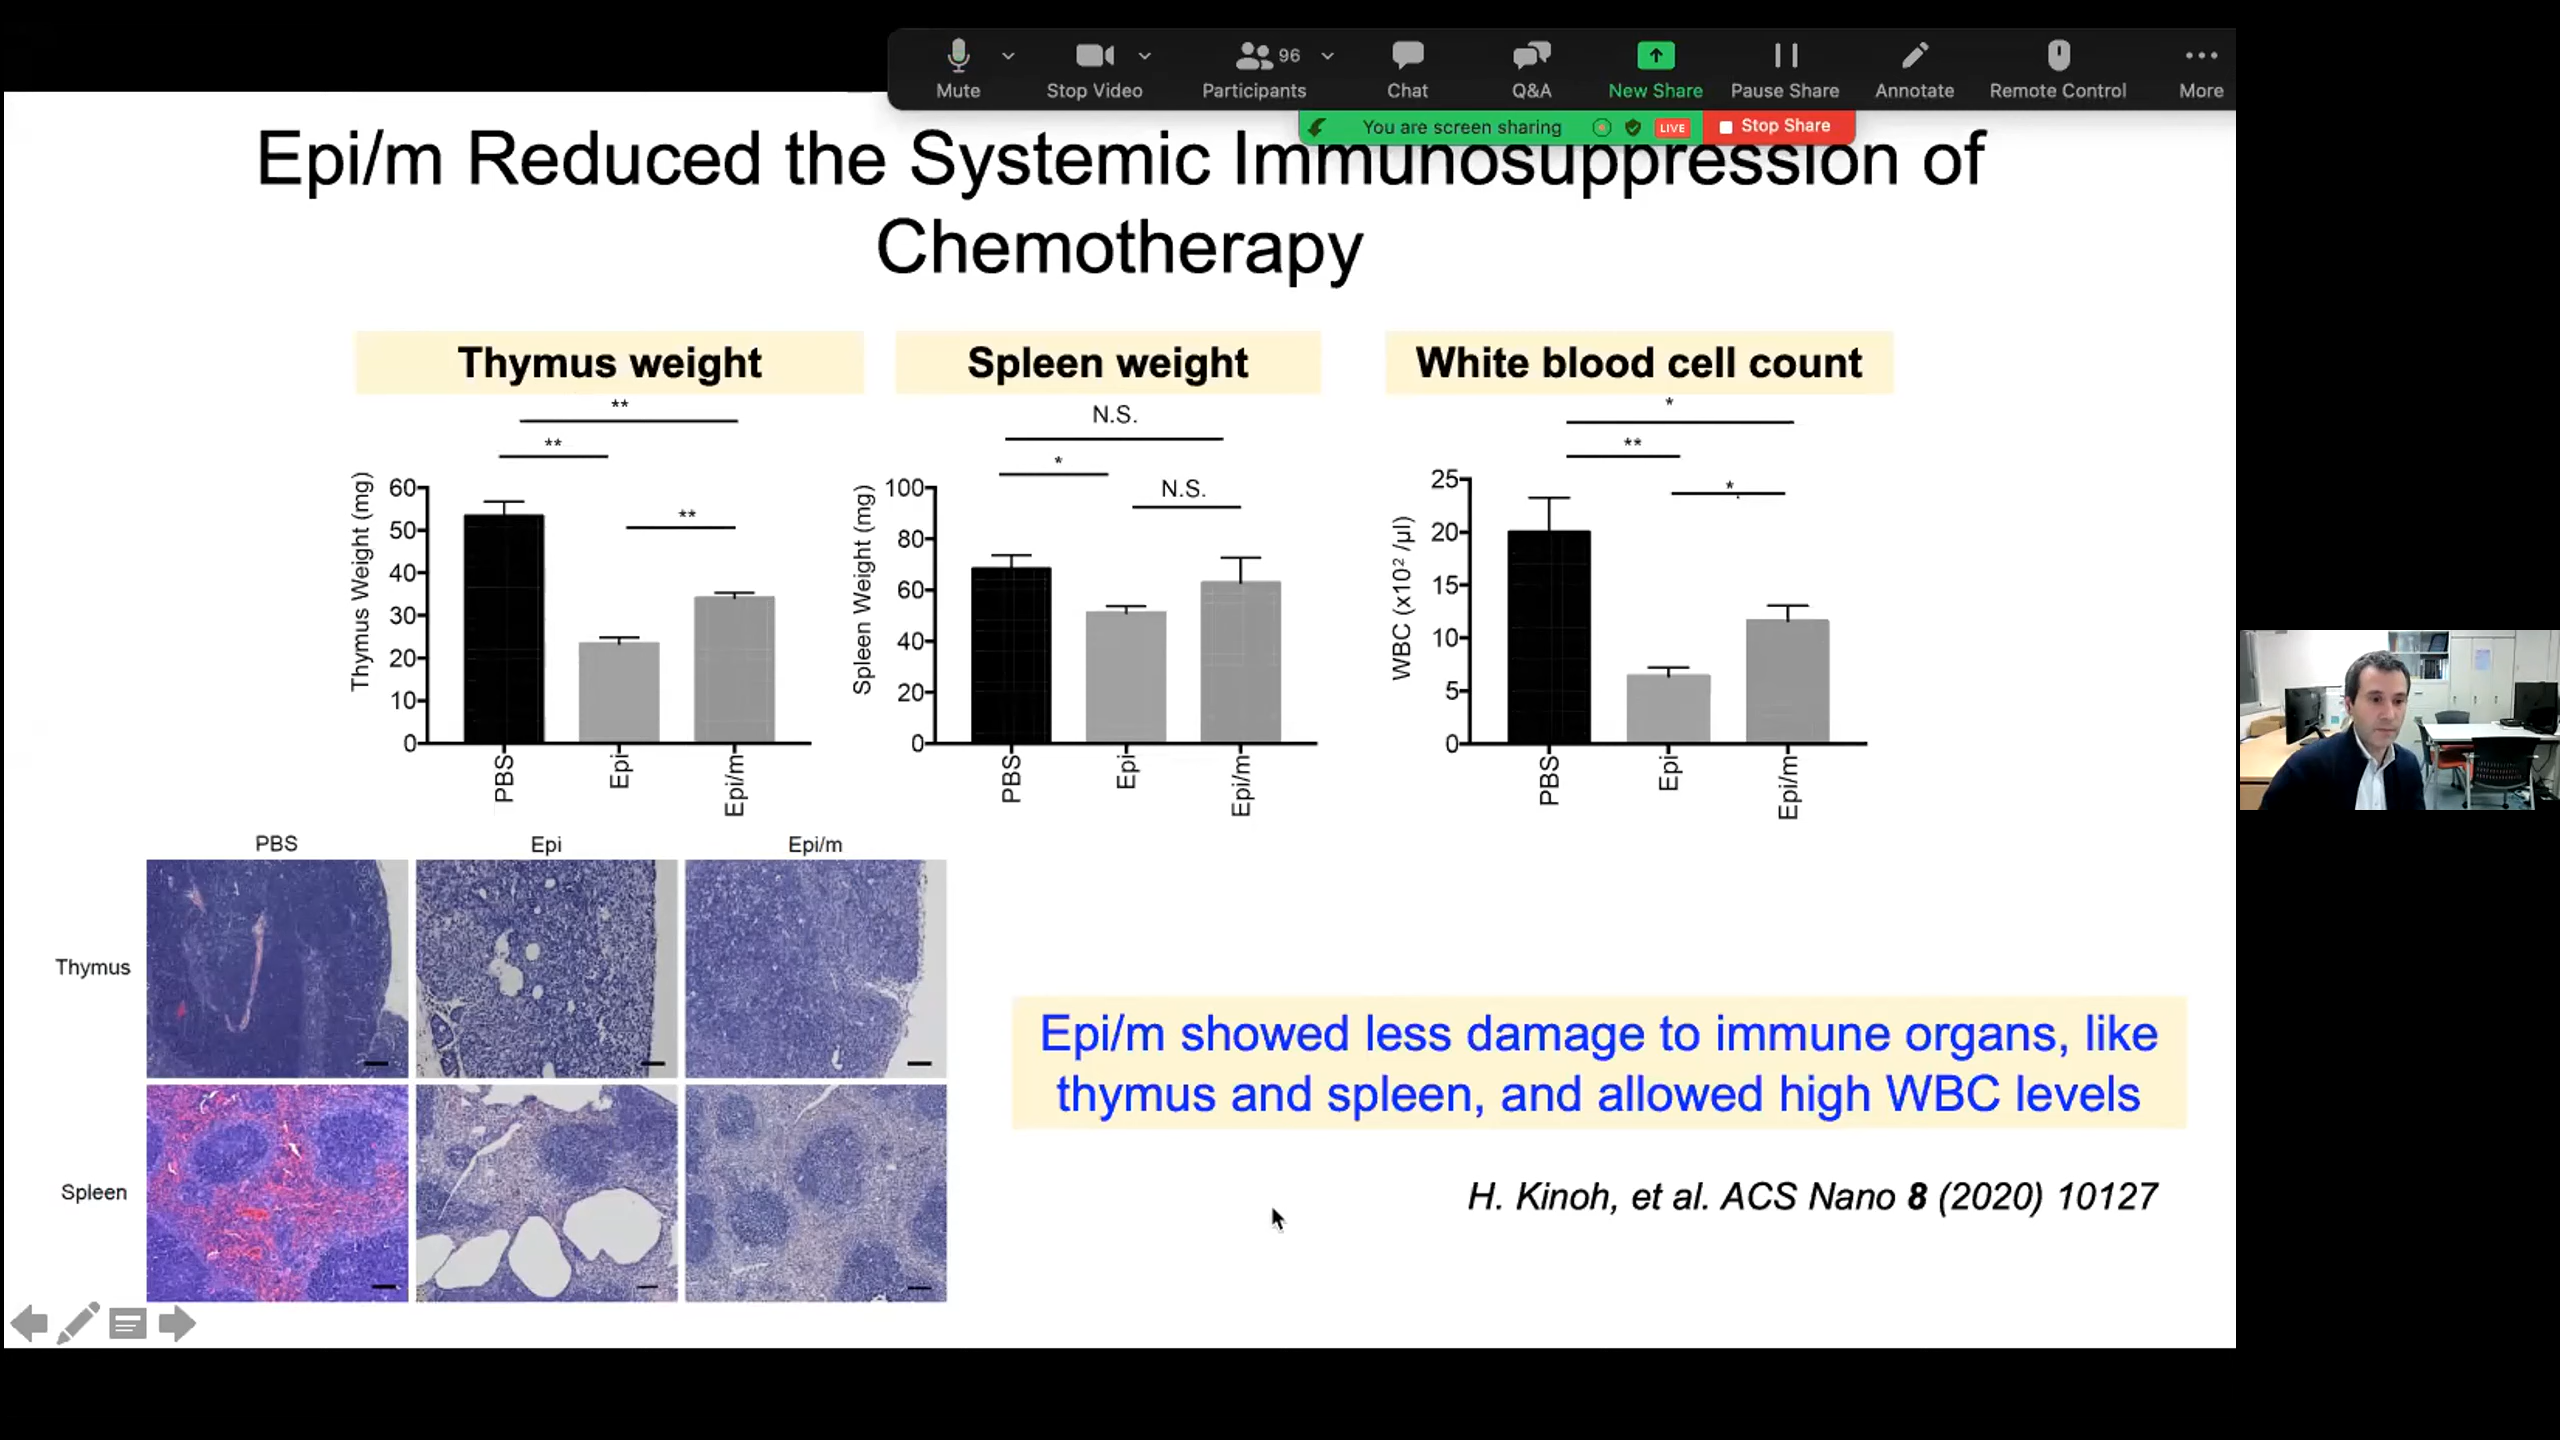 Mute
Stop Video
96
Participants
Chat
Q&A
New Share
Pause Share
Annotate
Remote Control
More
You are screen sharing
LIVE
Stop Share
Epi/m Reduced the Systemic Immunosuppression of
Chemotherapy
Thymus weight
**
**
**
Thymus Weight (mg)
60
50
40
30
20
10
0
PBS
Epi
Epi/m
Spleen weight
N.S.
*
N.S.
Spleen Weight (mg)
100
80
60
40
20
0
PBS
Epi
Epi/m
White blood cell count
*
**
*
WBC (x10² /µl)
25
20
15
10
5
0
PBS
Epi
Epi/m
PBS
Epi
Epi/m
Thymus
Spleen
Epi/m showed less damage to immune organs, like
thymus and spleen, and allowed high WBC levels
H. Kinoh, et al. ACS Nano 8 (2020) 10127